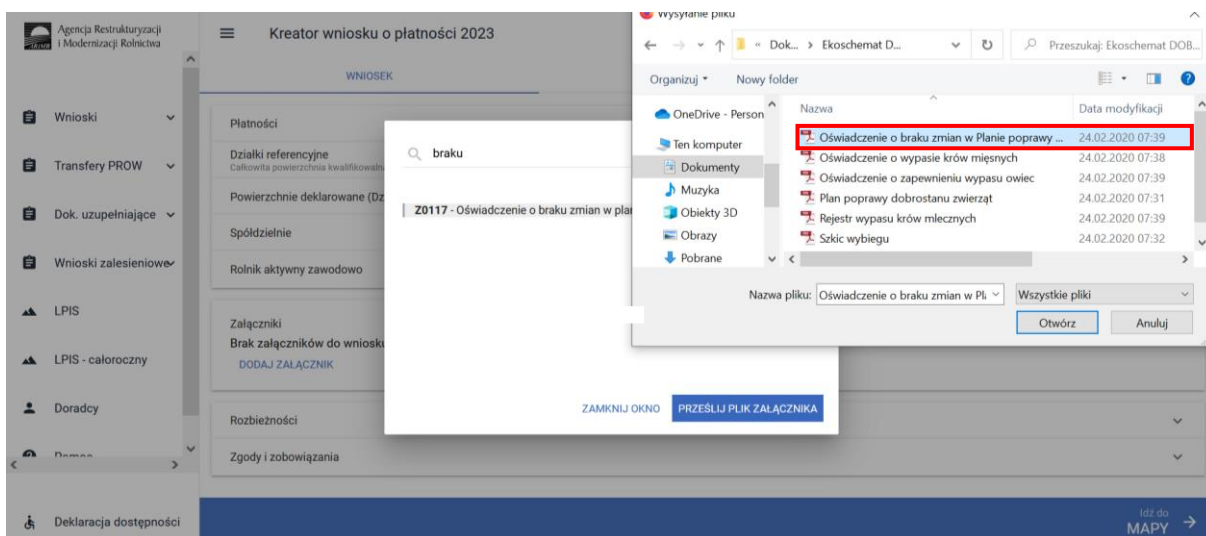 Agencja Restrukturyzacji
i Modernizacji Rolnictwa
Wnioski
Transfery PROW
Dok. uzupełniające
Wnioski zalesieniowe
LPIS
LPIS - całoroczny
Doradcy
Pomoc
Deklaracja dostępności
Kreator wniosku o płatności 2023
WNIOSEK
Płatności
Działki referencyjne
Całkowita powierzchnia kwalifikowaln
Powierzchnie deklarowane (Dz
Spółdzielnie
Rolnik aktywny zawodowo
Załączniki
Brak załączników do wniosku
DODAJ ZAŁĄCZNIK
Rozbieżności
Zgody i zobowiązania
Idź do
MAPY
braku
Z0117 - Oświadczenie o braku zmian w plan
ZAMKNIJ OKNO
PRZEŚLIJ PLIK ZAŁĄCZNIKA
Wysyłanie pliku
« Dok... > Ekoschemat D...
Przeszukaj: Ekoschemat DOB...
Organizuj
Nowy folder
OneDrive - Person
Ten komputer
Dokumenty
Muzyka
Obiekty 3D
Obrazy
Pobrane
Nazwa Data modyfikacji
Oświadczenie o braku zmian w Planie poprawy ... 24.02.2020 07:39
Oświadczenie o wypasie krów mięsnych 24.02.2020 07:38
Oświadczenie o zapewnieniu wypasu owiec 24.02.2020 07:39
Plan poprawy dobrostanu zwierząt 24.02.2020 07:31
Rejestr wypasu krów mlecznych 24.02.2020 07:39
Szkic wybiegu 24.02.2020 07:32
Nazwa pliku: Oświadczenie o braku zmian w Pl
Wszystkie pliki
Otwórz
Anuluj